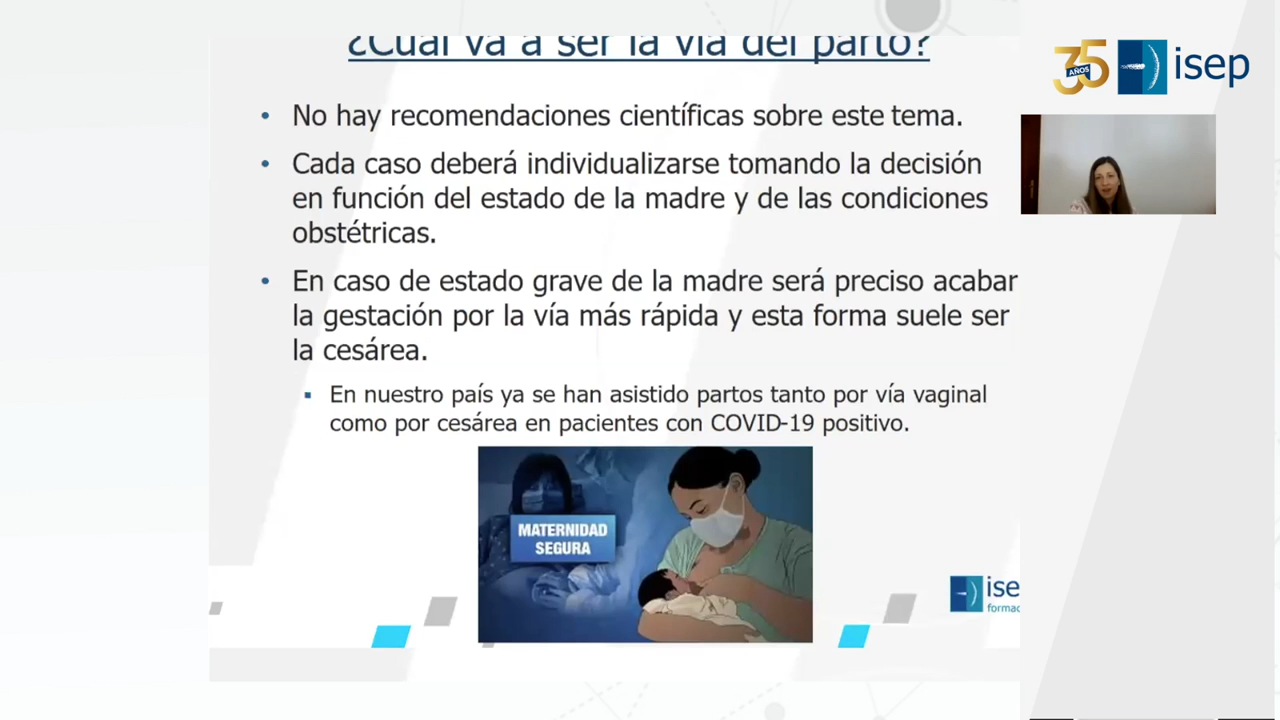 ¿Cuál va a ser la vía del parto?
35
AÑOS
isep
• No hay recomendaciones científicas sobre este tema.
• Cada caso deberá individualizarse tomando la decisión
en función del estado de la madre y de las condiciones
obstétricas.
• En caso de estado grave de la madre será preciso acabar
la gestación por la vía más rápida y esta forma suele ser
la cesárea.
▪ En nuestro país ya se han asistido partos tanto por vía vaginal
como por cesárea en pacientes con COVID-19 positivo.
MATERNIDAD
SEGURA
ise
formac